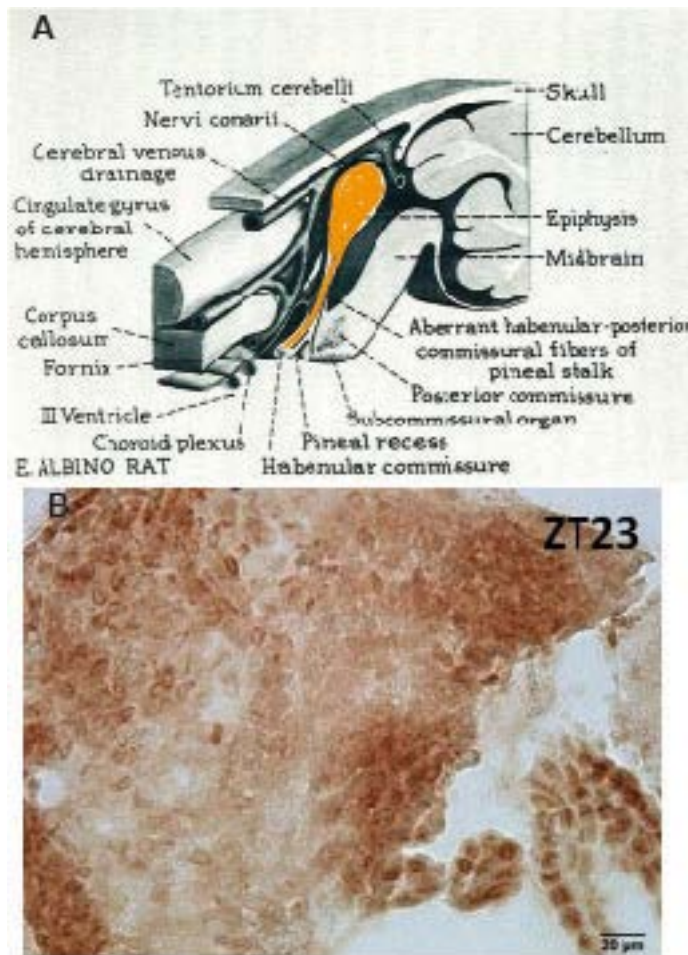 A
Tentorium cerebelli
Nervi conarii
Cerebral venous
drainage
Cingulate gyrus
of cerebral
hemisphere
Corpus
callosum
Fornix
III Ventricle
Choroid plexus
E. ALBINO RAT
Skull
Cerebellum
Epiphysis
Midbrain
Aberrant habenular-posterior
commissural fibers of
pineal stalk
Posterior commissure
Subcommissural organ
Pineal recess
Habenular commissure
B
ZT23
20 µm